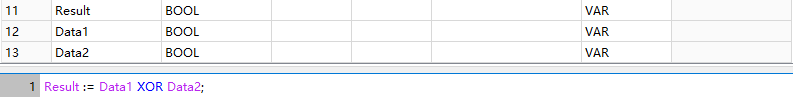 11 Result BOOL VAR
12 Data1 BOOL VAR
13 Data2 BOOL VAR
1 Result := Data1 XOR Data2;